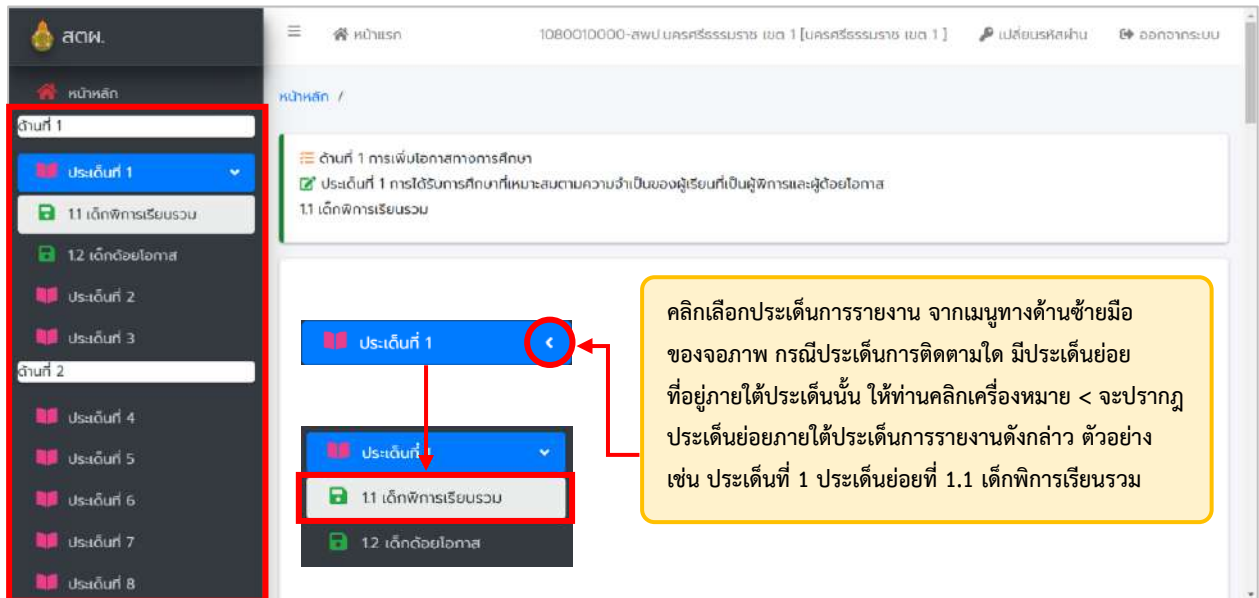 สตผ.
หน้าแรก
1080010000-สพป.นครศรีธรรมราช เขต 1 [นครศรีธรรมราช เขต 1 ]
เปลี่ยนรหัสผ่าน
ออกจากระบบ
หน้าหลัก
ด้านที่ 1
ประเด็นที่ 1
1.1 เด็กพิการเรียนรวม
1.2 เด็กด้อยโอกาส
ประเด็นที่ 2
ประเด็นที่ 3
ด้านที่ 2
ประเด็นที่ 4
ประเด็นที่ 5
ประเด็นที่ 6
ประเด็นที่ 7
ประเด็นที่ 8
หน้าหลัก /
ด้านที่ 1 การเพิ่มโอกาสทางการศึกษา
ประเด็นที่ 1 การได้รับการศึกษาที่เหมาะสมตามความจำเป็นของผู้เรียนที่เป็นผู้พิการและผู้ด้อยโอกาส
1.1 เด็กพิการเรียนรวม
ประเด็นที่ 1 <
ประเด็นที่
1.1 เด็กพิการเรียนรวม
1.2 เด็กด้อยโอกาส
คลิกเลือกประเด็นการรายงาน จากเมนูทางด้านซ้ายมือ
ของจอภาพ กรณีประเด็นการติดตามใด มีประเด็นย่อย
ที่อยู่ภายใต้ประเด็นนั้น ให้ท่านคลิกเครื่องหมาย < จะปรากฎ
ประเด็นย่อยภายใต้ประเด็นการรายงานดังกล่าว ตัวอย่าง
เช่น ประเด็นที่ 1 ประเด็นย่อยที่ 1.1 เด็กพิการเรียนรวม